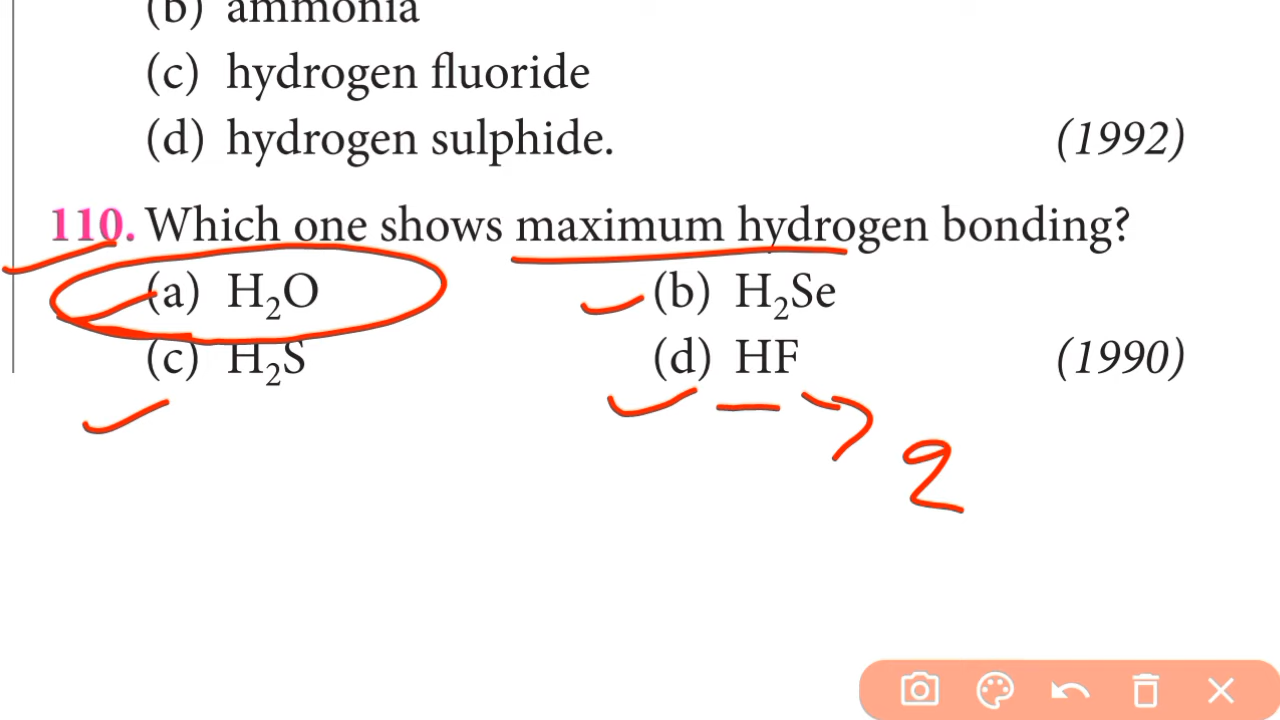 (b) ammonia
(c) hydrogen fluoride
(d) hydrogen sulphide. (1992)
110. Which one shows maximum hydrogen bonding?
(a) H₂O (b) H₂Se
(c) H₂S (d) HF (1990)
2